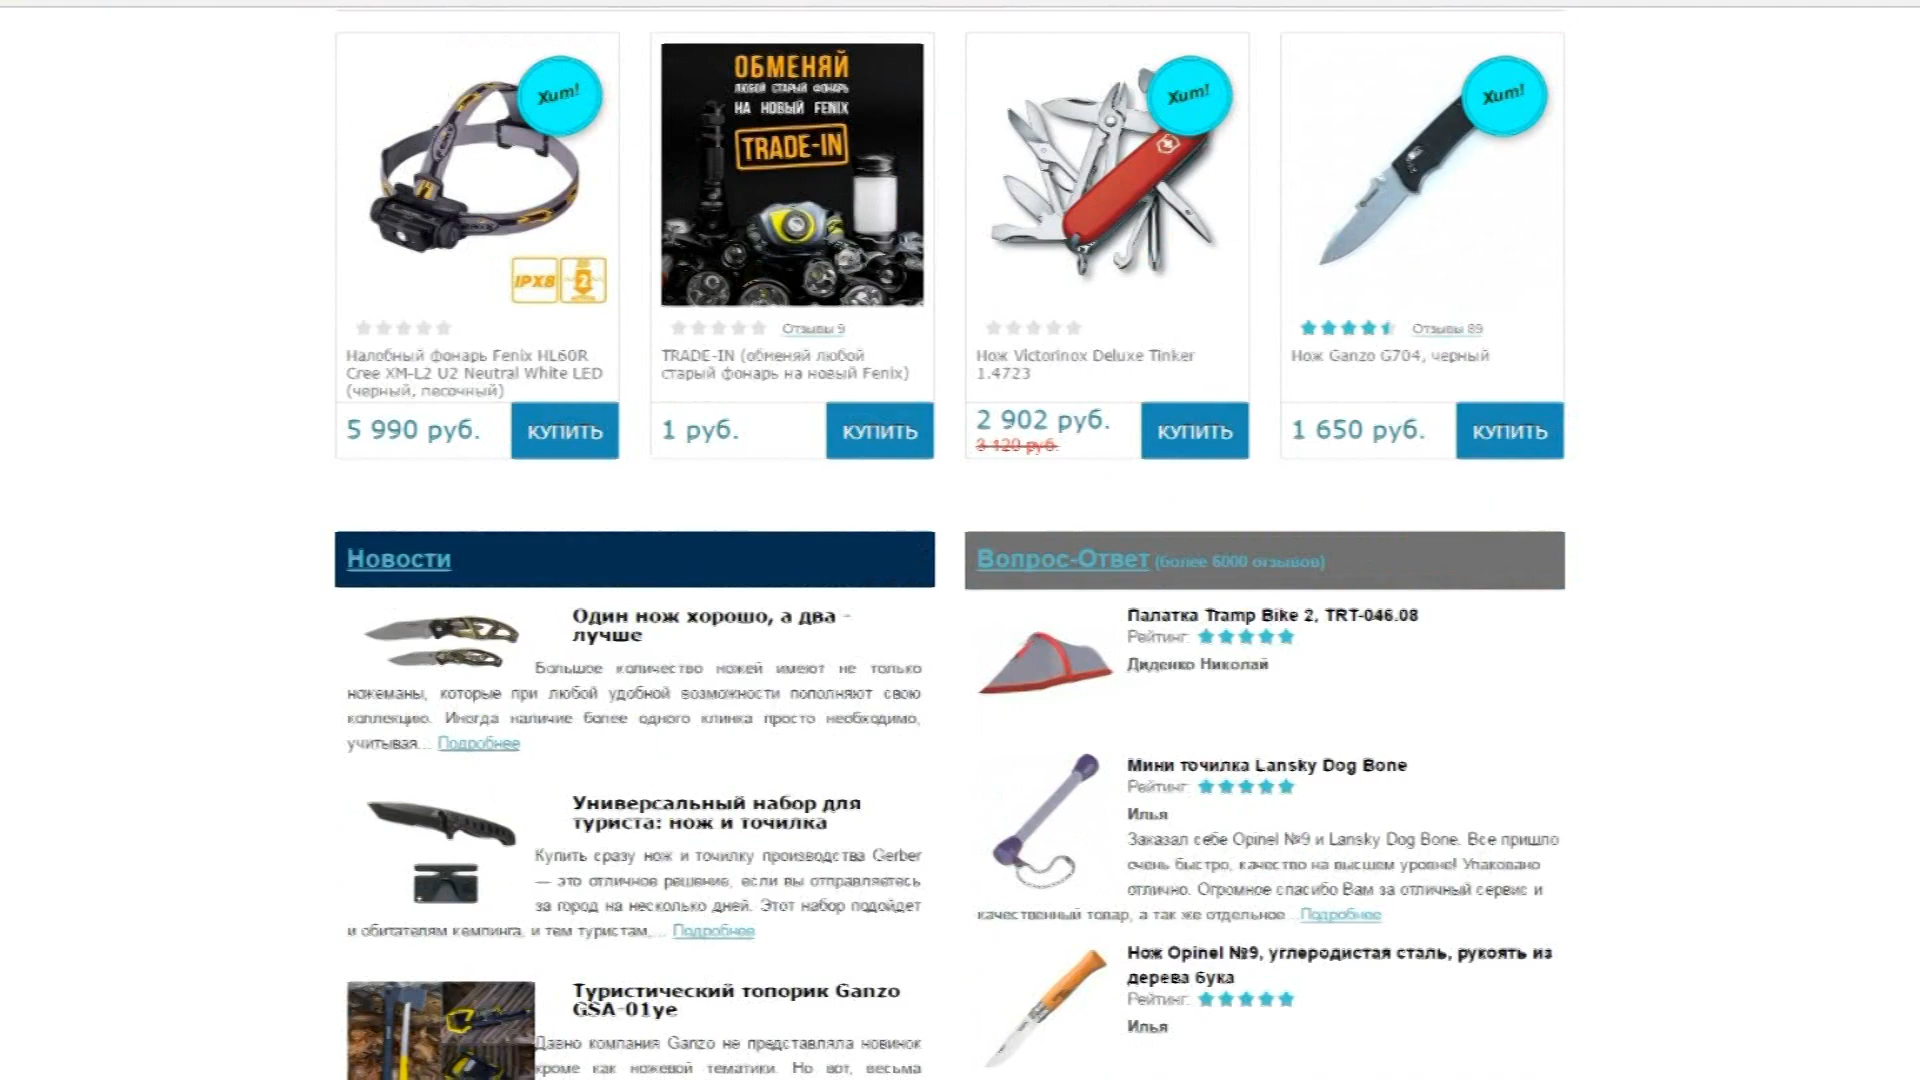 Хит!
IPX8
2
ОБМЕНЯЙ
ЛЮБОЙ СТАРЫЙ ФОНАРЬ
НА НОВЫЙ FENIX
TRADE-IN
Хит!
Хит!
Отзывы 9
Отзывы 89
Налобный фонарь Fenix HL60R
Cree XM-L2 U2 Neutral White LED
(черный, песочный)
TRADE-IN (обменяй любой
старый фонарь на новый Fenix)
Нож Victorinox Deluxe Tinker
1.4723
Нож Ganzo G704, черный
5 990 руб.
КУПИТЬ
1 руб.
КУПИТЬ
2 902 руб.
3 120 руб.
КУПИТЬ
1 650 руб.
КУПИТЬ
Новости
Один нож хорошо, а два -
лучше
Большое количество ножей имеют не только
ножеманы, которые при любой удобной возможности пополняют свою
коллекцию. Иногда наличие более одного клинка просто необходимо,
учитывая... Подробнее
Универсальный набор для
туриста: нож и точилка
Купить сразу нож и точилку производства Gerber
— это отличное решение, если вы отправляетесь
за город на несколько дней. Этот набор подойдет
и обитателям кемпинга, и тем туристам,... Подробнее
Туристический топорик Ganzo
GSA-01ye
Давно компания Ganzo не представляла новинок
кроме как ножевой тематики. Но вот, весьма
Вопрос-Ответ (более 6000 отзывов)
Палатка Tramp Bike 2, TRT-046.08
Рейтинг:
Диденко Николай
Мини точилка Lansky Dog Bone
Рейтинг:
Илья
Заказал себе Opinel №9 и Lansky Dog Bone. Все пришло
очень быстро, качество на высшем уровне! Упаковано
отлично. Огромное спасибо Вам за отличный сервис и
качественный товар, а так же отдельное...Подробнее
Нож Opinel №9, углеродистая сталь, рукоять из
дерева бука
Рейтинг:
Илья